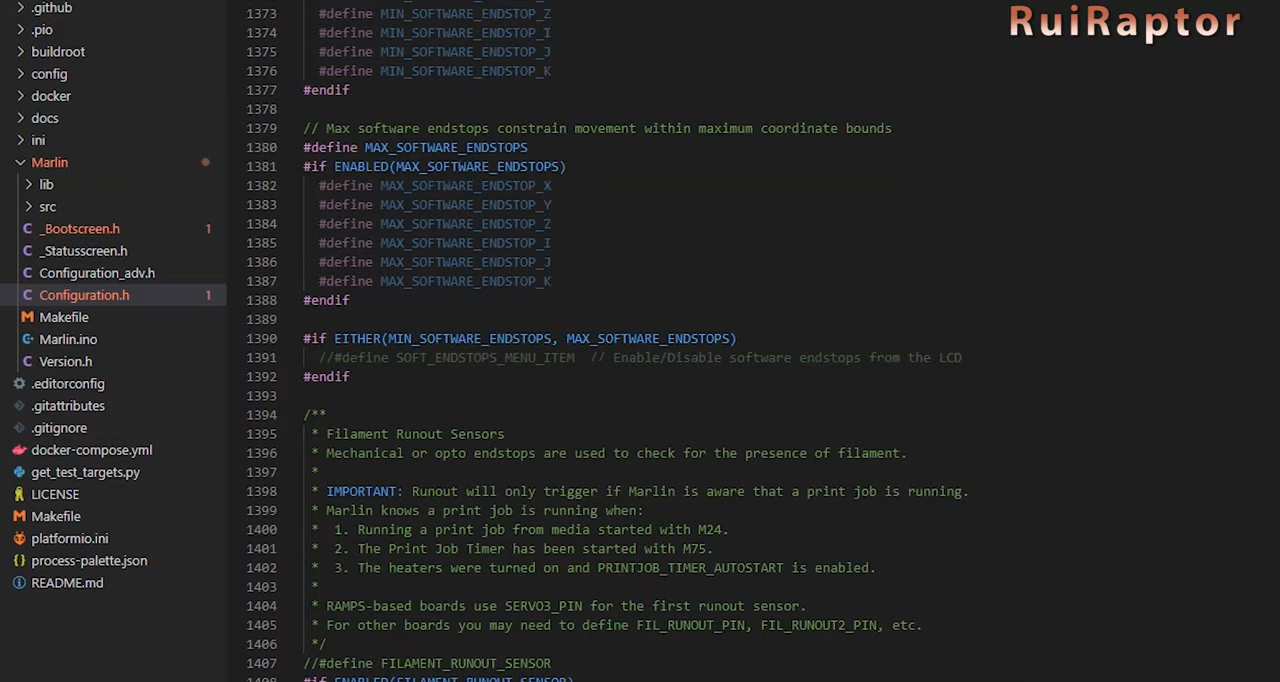 RuiRaptor
.github
.pio
buildroot
config
docker
docs
ini
Marlin
lib
src
_Bootscreen.h 1
_Statusscreen.h
Configuration_adv.h
Configuration.h 1
Makefile
Marlin.ino
Version.h
.editorconfig
.gitattributes
.gitignore
docker-compose.yml
get_test_targets.py
LICENSE
Makefile
platformio.ini
process-palette.json
README.md
1373 #define MIN_SOFTWARE_ENDSTOP_Z
1374 #define MIN_SOFTWARE_ENDSTOP_I
1375 #define MIN_SOFTWARE_ENDSTOP_J
1376 #define MIN_SOFTWARE_ENDSTOP_K
1377 #endif
1378
1379 // Max software endstops constrain movement within maximum coordinate bounds
1380 #define MAX_SOFTWARE_ENDSTOPS
1381 #if ENABLED(MAX_SOFTWARE_ENDSTOPS)
1382 #define MAX_SOFTWARE_ENDSTOP_X
1383 #define MAX_SOFTWARE_ENDSTOP_Y
1384 #define MAX_SOFTWARE_ENDSTOP_Z
1385 #define MAX_SOFTWARE_ENDSTOP_I
1386 #define MAX_SOFTWARE_ENDSTOP_J
1387 #define MAX_SOFTWARE_ENDSTOP_K
1388 #endif
1389
1390 #if EITHER(MIN_SOFTWARE_ENDSTOPS, MAX_SOFTWARE_ENDSTOPS)
1391 //#define SOFT_ENDSTOPS_MENU_ITEM // Enable/Disable software endstops from the LCD
1392 #endif
1393
1394 /**
1395 * Filament Runout Sensors
1396 * Mechanical or opto endstops are used to check for the presence of filament.
1397 *
1398 * IMPORTANT: Runout will only trigger if Marlin is aware that a print job is running.
1399 * Marlin knows a print job is running when:
1400 * 1. Running a print job from media started with M24.
1401 * 2. The Print Job Timer has been started with M75.
1402 * 3. The heaters were turned on and PRINTJOB_TIMER_AUTOSTART is enabled.
1403 *
1404 * RAMPS-based boards use SERVO3_PIN for the first runout sensor.
1405 * For other boards you may need to define FIL_RUNOUT_PIN, FIL_RUNOUT2_PIN, etc.
1406 */
1407 //#define FILAMENT_RUNOUT_SENSOR
1408 #if ENABLED(FILAMENT_RUNOUT_SENSOR)